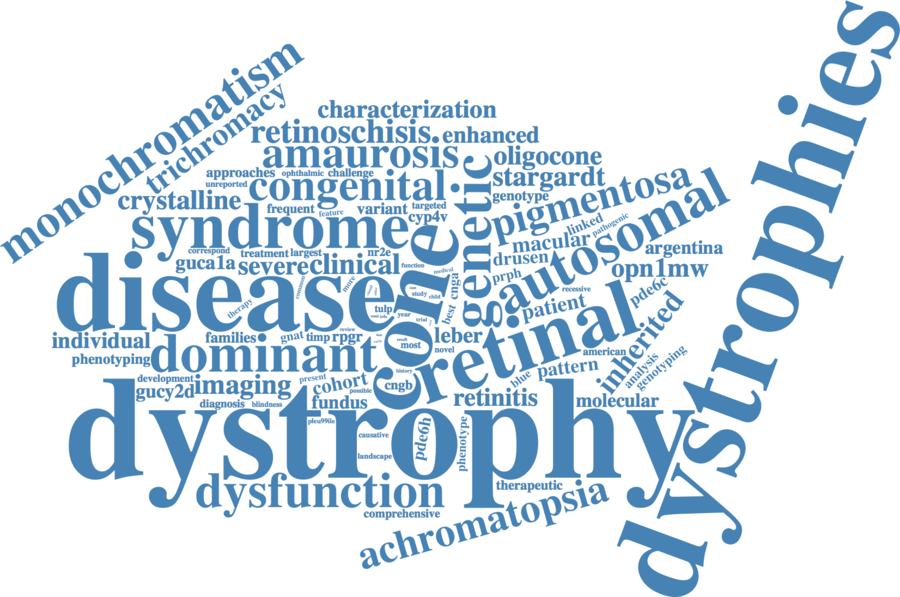 monochromatism
trichromacy
dystrophies
characterization
retinoschisis
enhanced
amaurosis
oligocone
approaches
ophthalmic
challenge
stargardt
unreported
congenital
genetic
genotype
pigmentosa
crystalline
frequent
feature
variant
targeted
cyp4v
syndrome
linked
pathogenic
macular
autosomal
correspond
treatment
largest
nr2e
drusen
argentina
guca1a
severe
clinical
function
medical
prph
opn1mw
disease
cone
cnga
best
recessive
pde6c
common
more
study
child
therapy
tulp
year
patient
inherited
individual
families
gnat
timp
rpgr
review
most
leber
novel
retinal
american
analysis
genotyping
phenotyping
dominant
history
blue
pattern
development
imaging
present
cohort
possible
cngb
gucy2d
diagnosis
blindness
fundus
retinitis
molecular
dystrophy
causative
landscape
pde6h
phenotype
dysfunction
therapeutic
comprehensive
achromatopsia